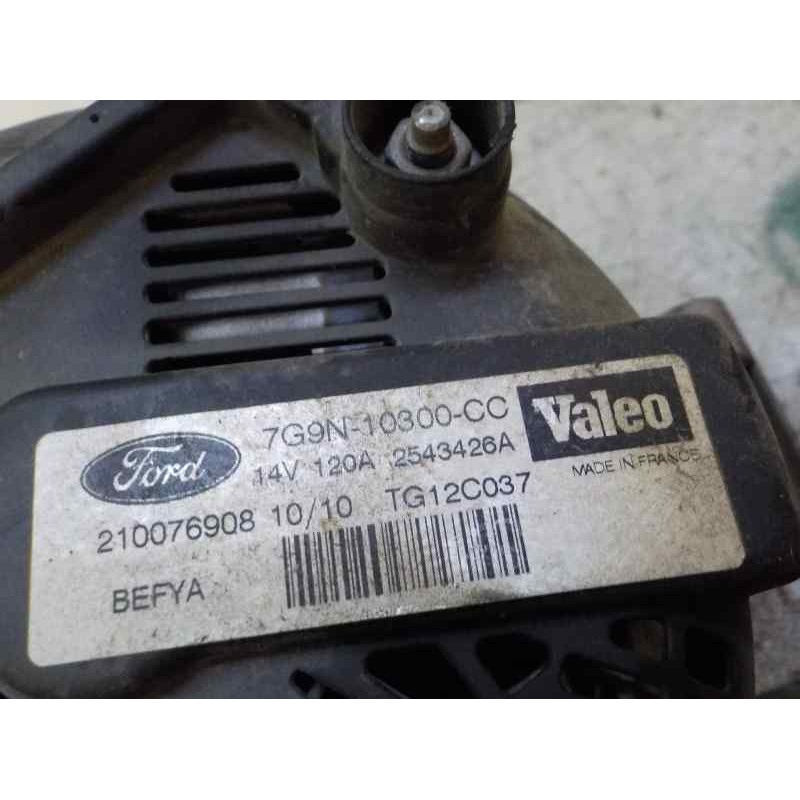 Ford
7G9N-10300-CC
Valeo
14V 120A 2543426A
MADE IN FRANCE
210076908 10/10 TG12C037
BEFYA